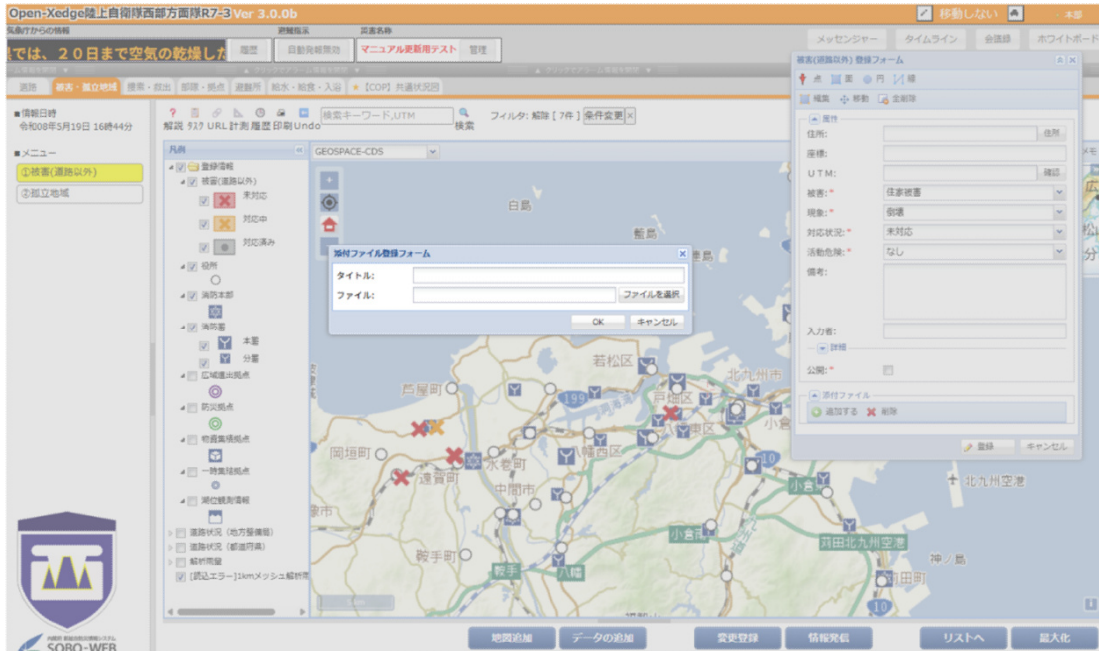 Open-Xedge陸上自衛隊西部方面隊R7-3 Ver 3.0.0b
移動しない
本部
気象庁からの情報
避難指示
災害名称
では、２０日まで空気の乾燥した
履歴
自動発報無効
マニュアル更新用テスト
管理
メッセンジャー
タイムライン
会議録
ホワイトボード
道路
被害・孤立地域
捜索・救出
部隊・拠点
避難所
給水・給食・入浴
【COP】共通状況図
■情報日時
令和08年5月19日 16時44分
■メニュー
①被害(道路以外)
②孤立地域
解説 タスク URL 計測 履歴 印刷 Undo
検索キーワード,UTM
検索
フィルタ: 解除 [ 7件 ] 条件変更
凡例
登録情報
被害(道路以外)
未対応
対応中
対応済み
役所
消防本部
消防署
本署
分署
広域進出拠点
防災拠点
物資集積拠点
一時集結拠点
潮位観測情報
道路状況（地方整備局）
道路状況（都道府県）
解析雨量
[読込エラー]1kmメッシュ解析雨
GEOSPACE-CDS
白島
藍島
若松区
北九州市
芦屋町
戸畑区
199
八幡東区
小倉
岡垣町
水巻町
八幡西区
遠賀町
中間市
10
小倉
北九州空港
小倉南
苅田北九州空港
鞍手町
鞍手
八幡
神ノ島
苅田町
10
添付ファイル登録フォーム
タイトル:
ファイル:
ファイルを選択
OK
キャンセル
被害(道路以外) 登録フォーム
点 面 円 線
編集 移動 全削除
属性
住所:
住所
座標:
UTM:
確認
被害:*
住家被害
現象:*
倒壊
対応状況:*
未対応
活動危険:*
なし
備考:
入力者:
詳細
公開:*
添付ファイル
追加する 削除
登録
キャンセル
メモ
地図追加
データの追加
変更登録
情報発信
リストへ
最大化
SOBO-WEB